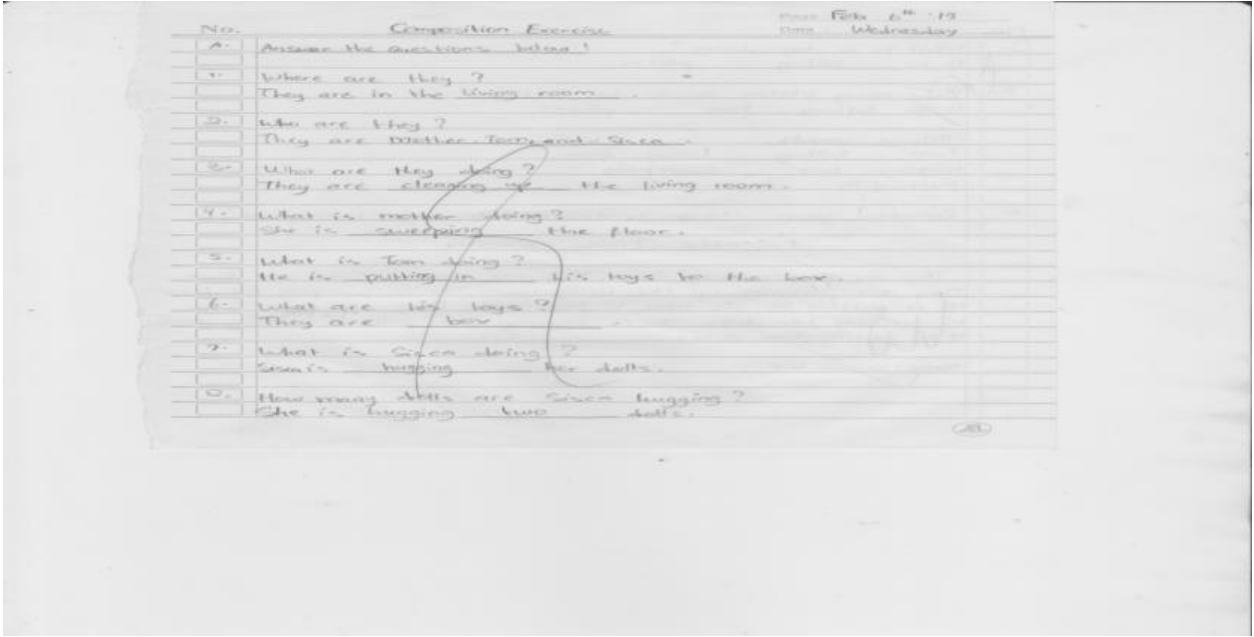 Feb 6th '19
No. Composition Exercise Wednesday
A. Answer the questions below!
1. Where are they?
They are in the living room.
2. Who are they?
They are Mother, Tom, and Sisca.
3. What are they doing?
They are cleaning up the living room.
4. What is mother doing?
She is sweeping the floor.
5. What is Tom doing?
He is putting in his toys to the box.
6. What are his toys?
They are box.
7. What is Sisca doing?
Sisca is hugging her dolls.
8. How many dolls are Sisca hugging?
She is hugging two dolls.